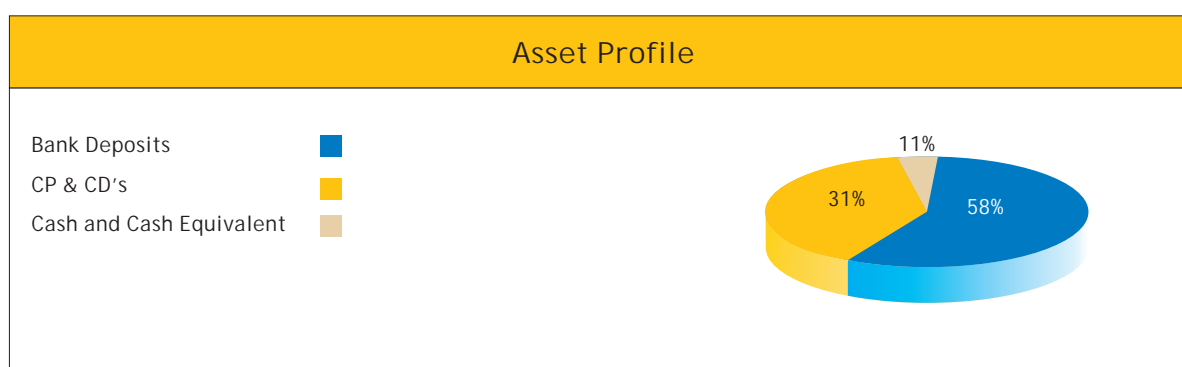 Asset Profile
Bank Deposits
CP & CD's
Cash and Cash Equivalent
11%
31%
58%